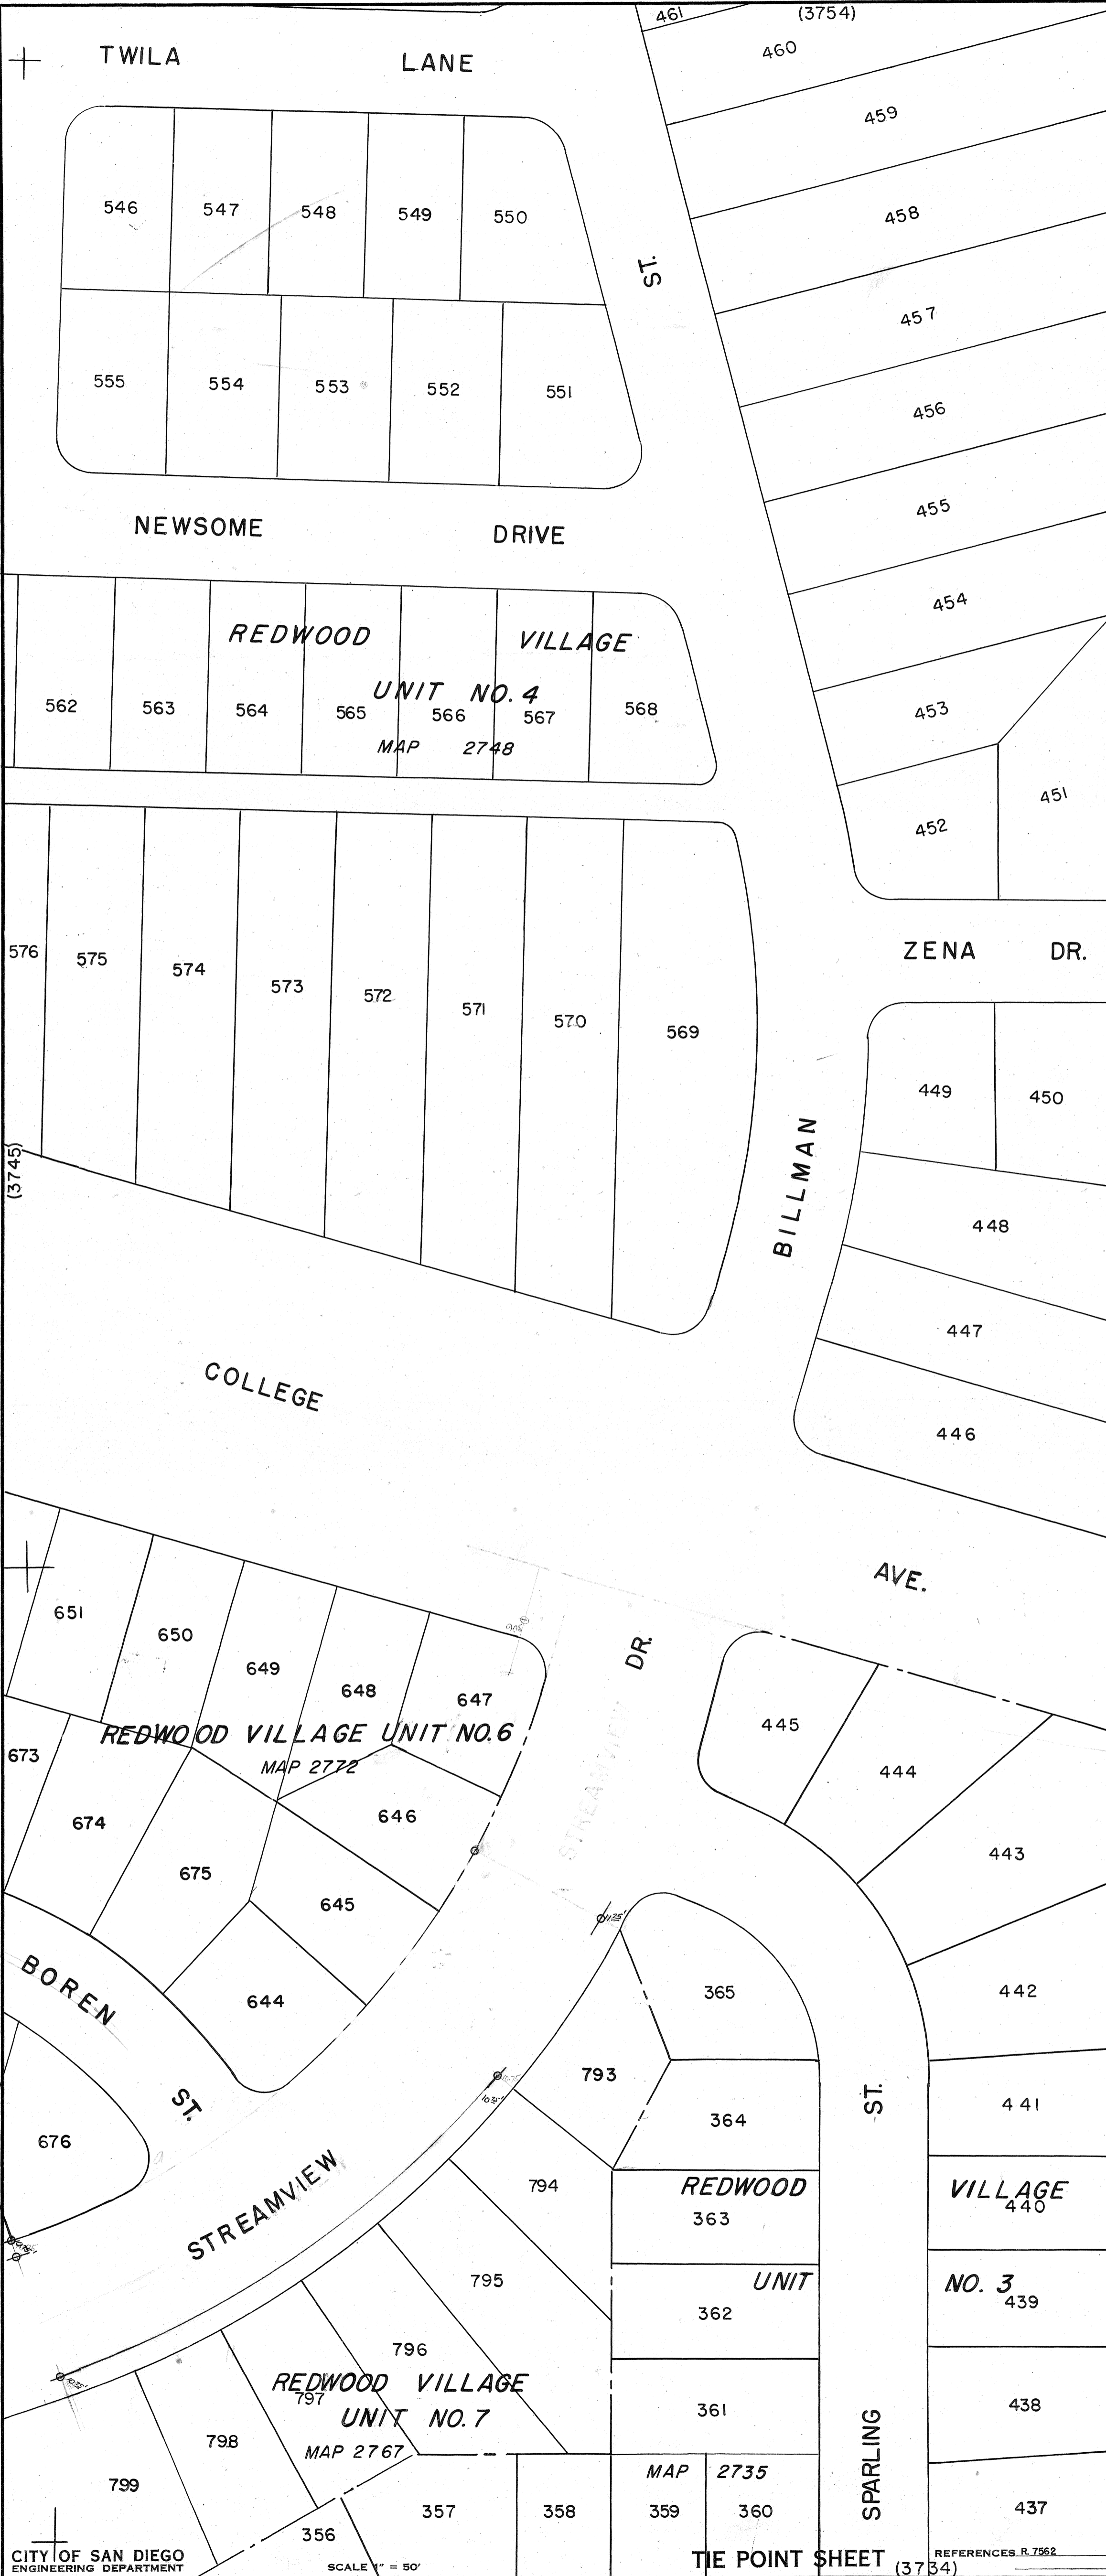 461 (3754)
460
TWILA LANE
459
546 547 548 549 550
458
ST.
457
555 554 553 552 551
456
455
NEWSOME DRIVE
454
REDWOOD VILLAGE
UNIT NO. 4
562 563 564 565 566 567 568
453
MAP 2748
451
452
576 575 574 573 572 571 570 569
ZENA DR.
449 450
(3745)
BILLMAN
448
447
COLLEGE
446
AVE.
651 650 649 648 647
DR.
445
REDWOOD VILLAGE UNIT NO. 6
MAP 2772
673
444
674 646
STREAMVIEW
443
675 645
BOREN
644
365
442
793
ST.
364
ST.
441
676
794
REDWOOD VILLAGE
363 440
STREAMVIEW
795
UNIT NO. 3
362 439
796
REDWOOD VILLAGE
797
UNIT NO. 7
361
438
798
MAP 2767
MAP 2735
SPARLING
799 357 358 359 360
437
356
CITY OF SAN DIEGO
ENGINEERING DEPARTMENT
SCALE 1" = 50'
TIE POINT SHEET
REFERENCES R. 7562
(3734)